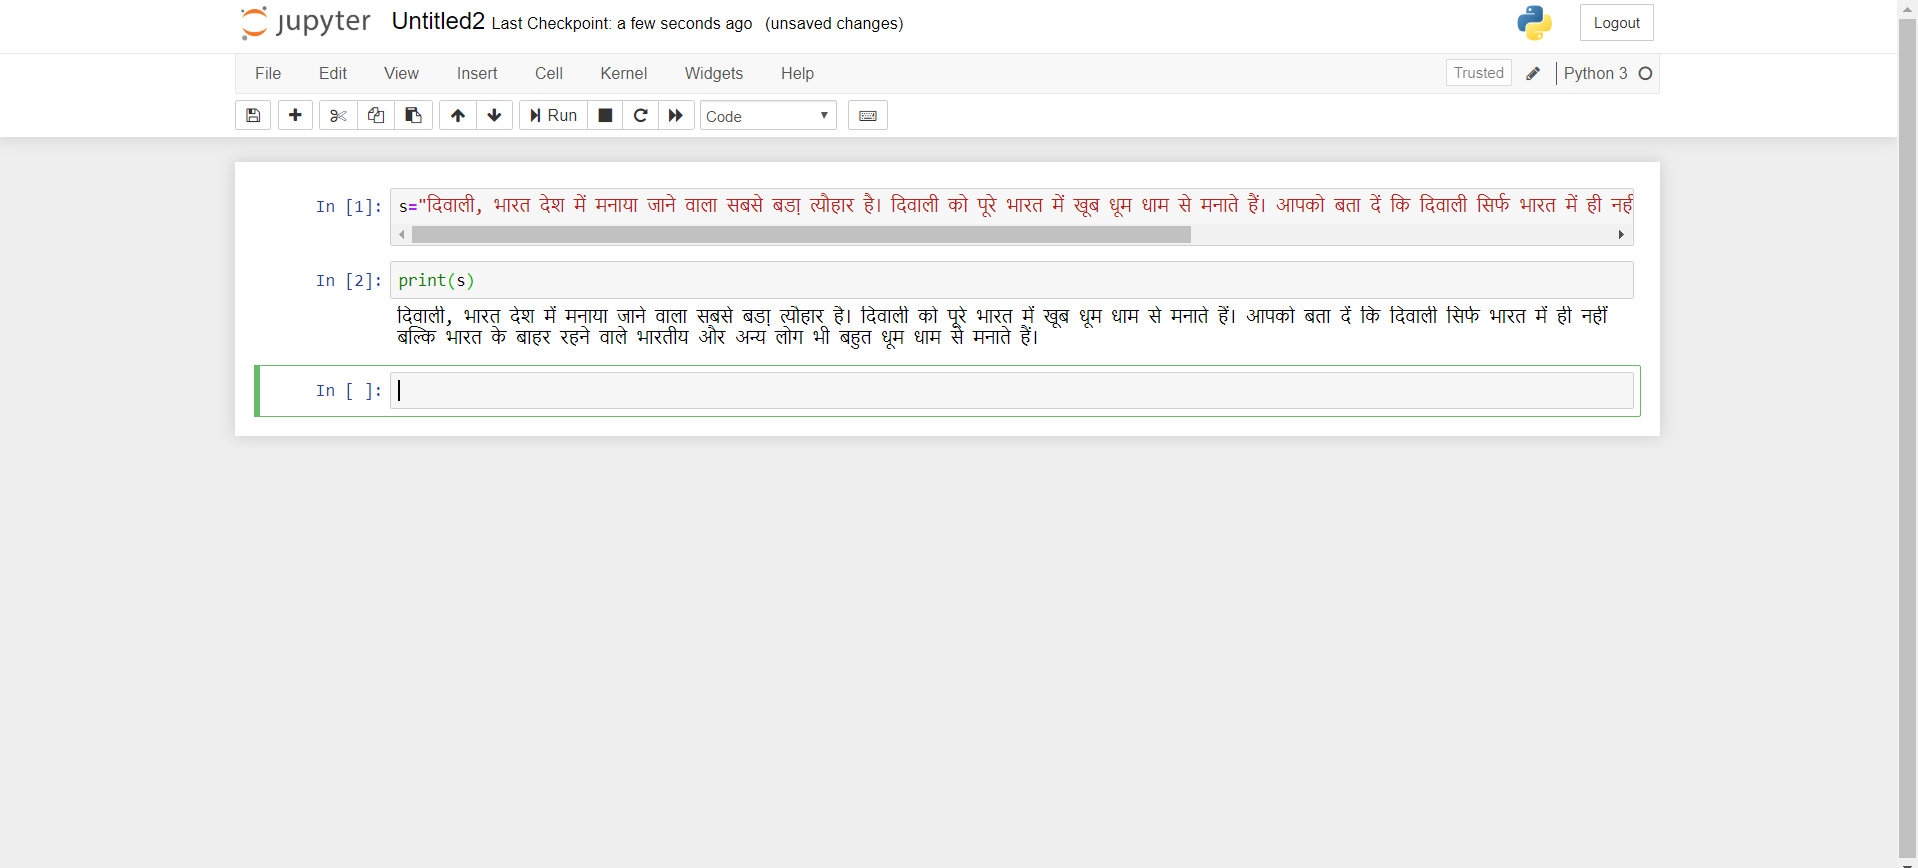 jupyter Untitled2 Last Checkpoint: a few seconds ago (unsaved changes)
Logout
File Edit View Insert Cell Kernel Widgets Help
Trusted Python 3
Run Code
In [1]: s="दिवाली, भारत देश में मनाया जाने वाला सबसे बडा़ त्यौहार है। दिवाली को पूरे भारत में खूब धूम धाम से मनाते हैं। आपको बता दें कि दिवाली सिर्फ भारत में ही नहीं
In [2]: print(s)
दिवाली, भारत देश में मनाया जाने वाला सबसे बडा़ त्यौहार है। दिवाली को पूरे भारत में खूब धूम धाम से मनाते हैं। आपको बता दें कि दिवाली सिर्फ भारत में ही नहीं
बल्कि भारत के बाहर रहने वाले भारतीय और अन्य लोग भी बहुत धूम धाम से मनाते हैं।
In [ ]: